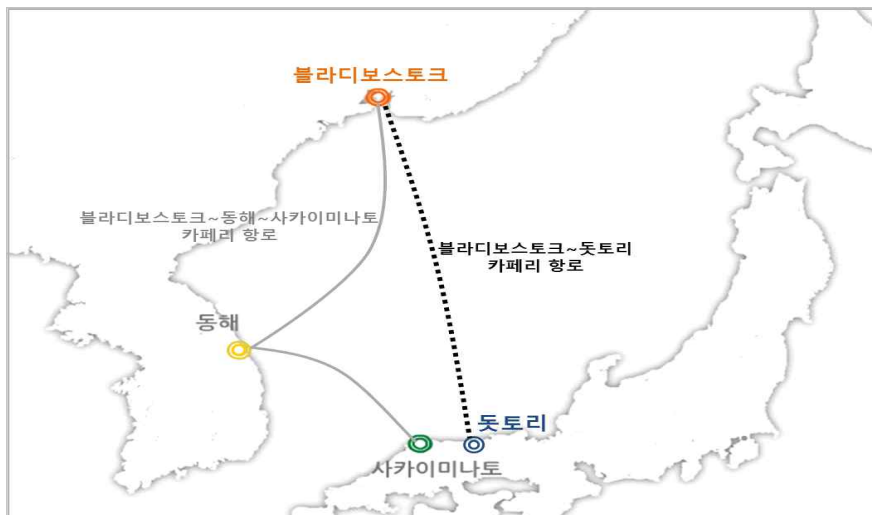 블라디보스토크
블라디보스토크~동해~사카이미나토
카페리 항로
블라디보스토크~돗토리
카페리 항로
동해
돗토리
사카이미나토